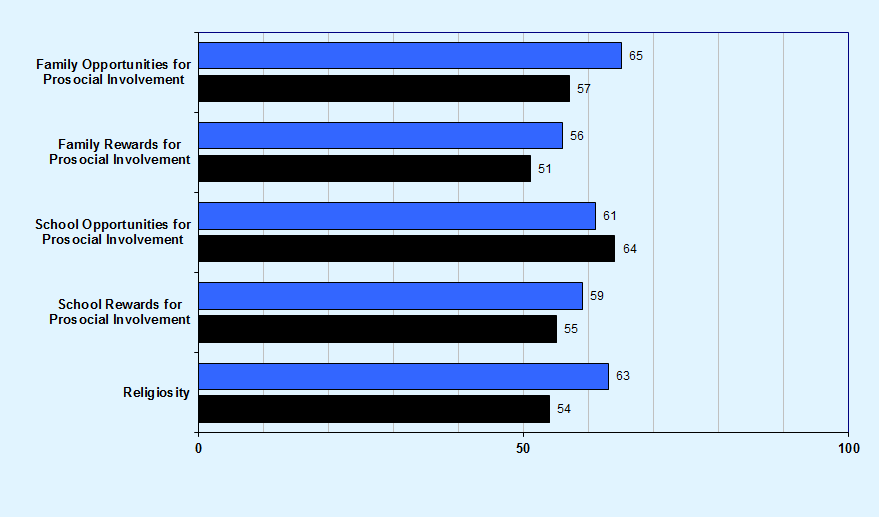 Family Opportunities for
Prosocial Involvement
65
57
Family Rewards for
Prosocial Involvement
56
51
School Opportunities for
Prosocial Involvement
61
64
School Rewards for
Prosocial Involvement
59
55
Religiosity
63
54
0
50
100